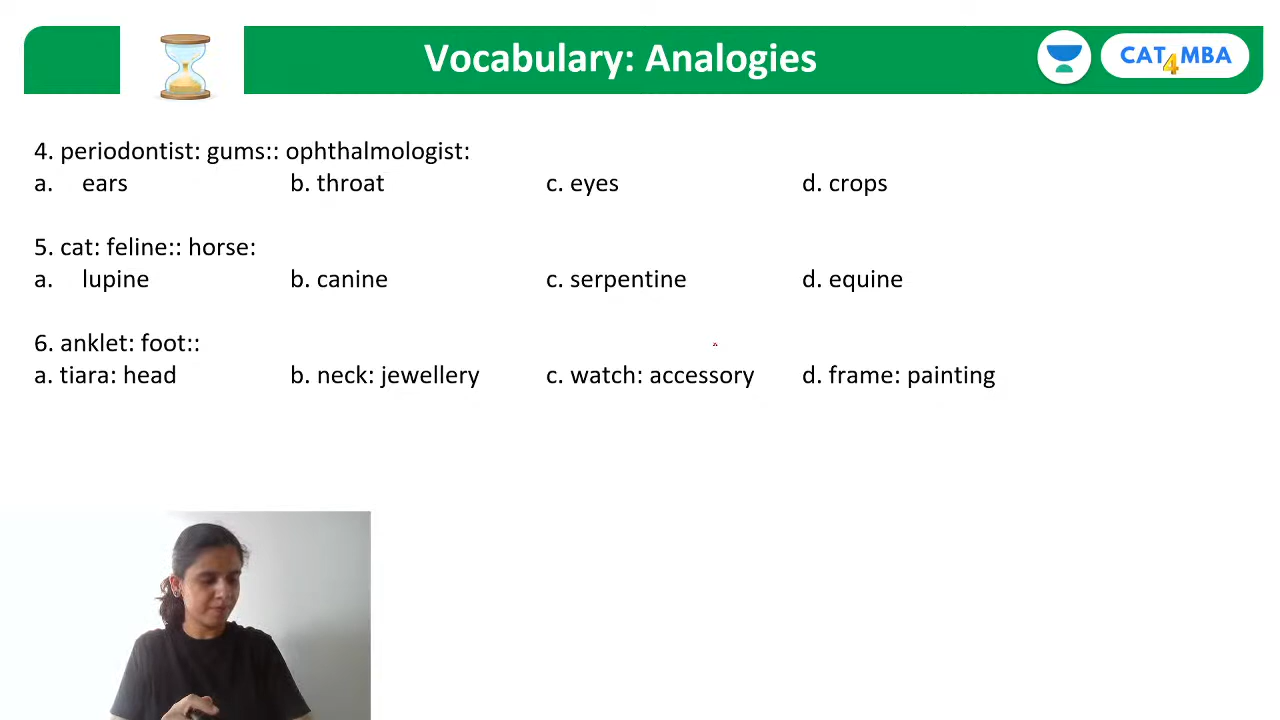 Vocabulary: Analogies
CAT4MBA
4. periodontist: gums:: ophthalmologist:
a. ears b. throat c. eyes d. crops
5. cat: feline:: horse:
a. lupine b. canine c. serpentine d. equine
6. anklet: foot::
a. tiara: head b. neck: jewellery c. watch: accessory d. frame: painting